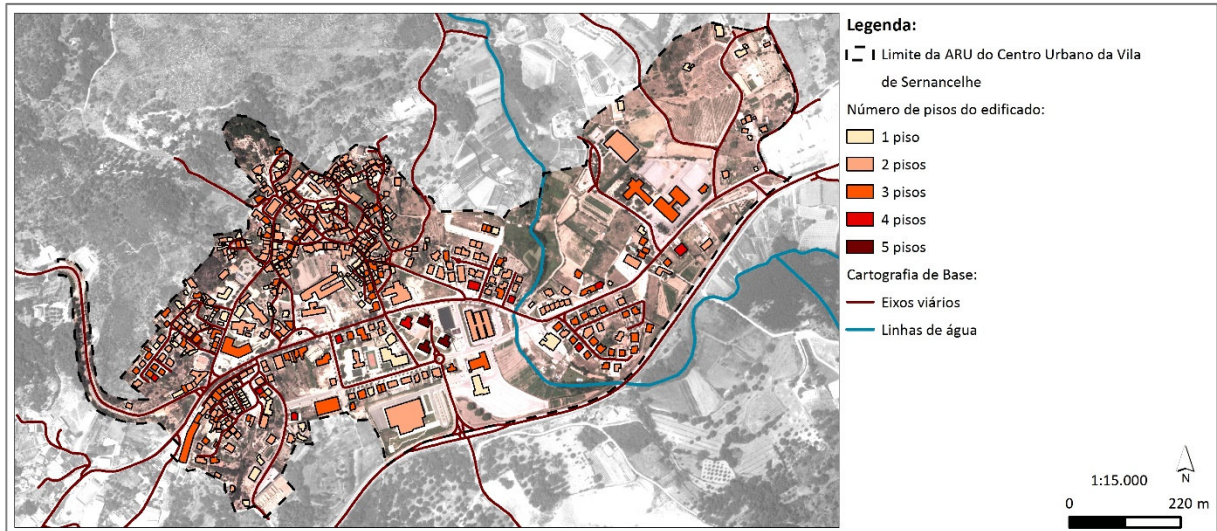 Legenda:
Limite da ARU do Centro Urbano da Vila
de Sernancelhe
Número de pisos do edificado:
1 piso
2 pisos
3 pisos
4 pisos
5 pisos
Cartografia de Base:
Eixos viários
Linhas de água
1:15.000
N
0 220 m